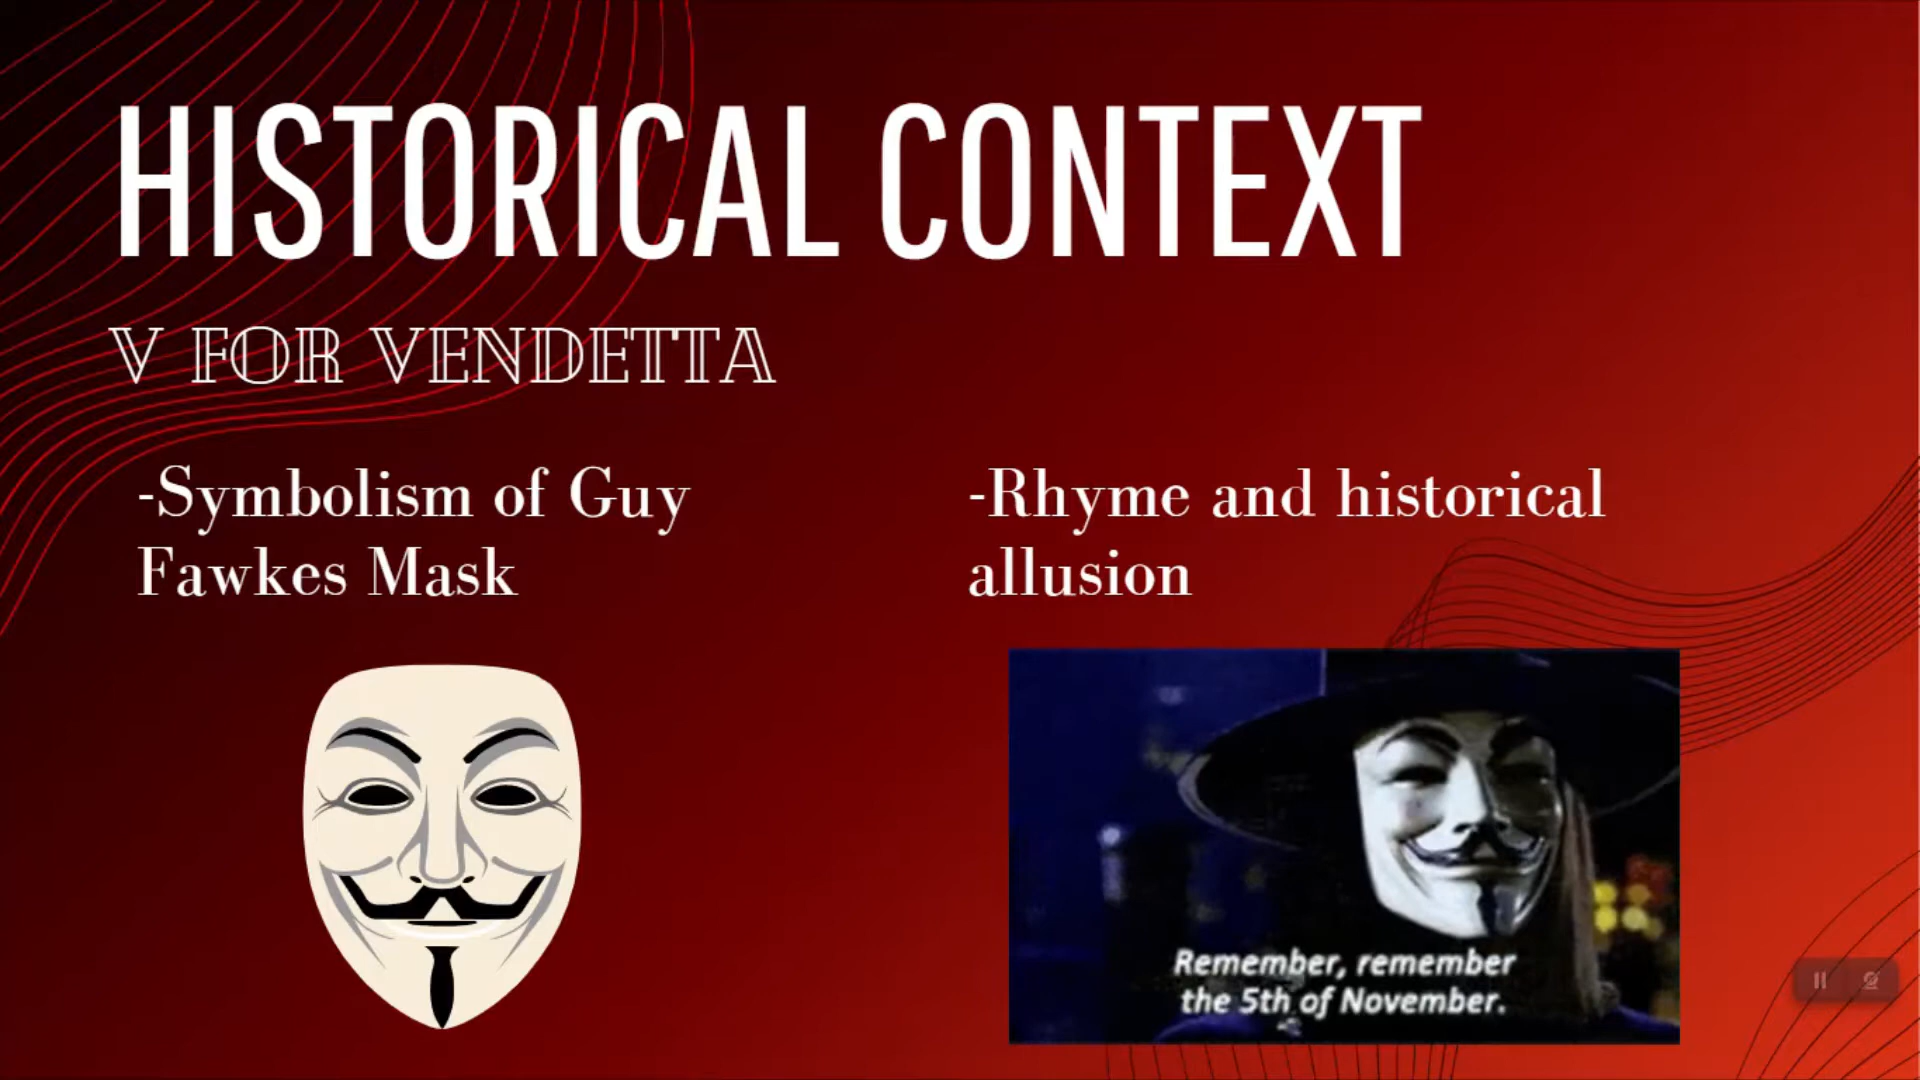 HISTORICAL CONTEXT
V FOR VENDETTA
-Symbolism of Guy
Fawkes Mask
-Rhyme and historical
allusion
Remember, remember
the 5th of November.